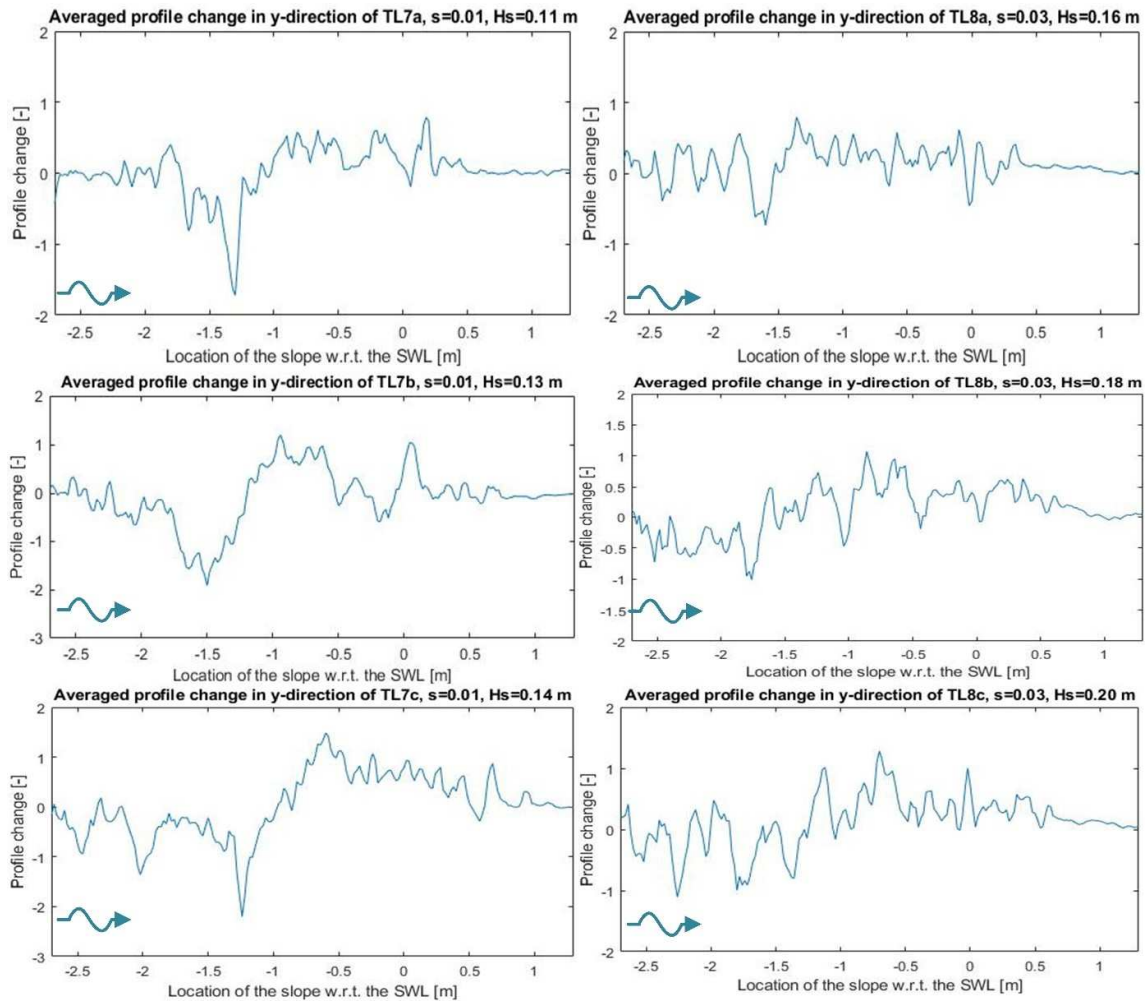 Averaged profile change in y-direction of TL7a, s=0.01, Hs=0.11 m
2
1
0
-1
-2
Profile change [-]
-2.5 -2 -1.5 -1 -0.5 0 0.5 1
Location of the slope w.r.t. the SWL [m]
Averaged profile change in y-direction of TL8a, s=0.03, Hs=0.16 m
2
1
0
-1
-2
Profile change [-]
-2.5 -2 -1.5 -1 -0.5 0 0.5 1
Location of the slope w.r.t. the SWL [m]
Averaged profile change in y-direction of TL7b, s=0.01, Hs=0.13 m
2
1
0
-1
-2
-3
Profile change [-]
-2.5 -2 -1.5 -1 -0.5 0 0.5 1
Location of the slope w.r.t. the SWL [m]
Averaged profile change in y-direction of TL8b, s=0.03, Hs=0.18 m
2
1.5
1
0.5
0
-0.5
-1
-1.5
-2
Profile change [-]
-2.5 -2 -1.5 -1 -0.5 0 0.5 1
Location of the slope w.r.t. the SWL [m]
Averaged profile change in y-direction of TL7c, s=0.01, Hs=0.14 m
2
1
0
-1
-2
-3
Profile change [-]
-2.5 -2 -1.5 -1 -0.5 0 0.5 1
Location of the slope w.r.t. the SWL [m]
Averaged profile change in y-direction of TL8c, s=0.03, Hs=0.20 m
2
1
0
-1
-2
Profile change [-]
-2.5 -2 -1.5 -1 -0.5 0 0.5 1
Location of the slope w.r.t. the SWL [m]